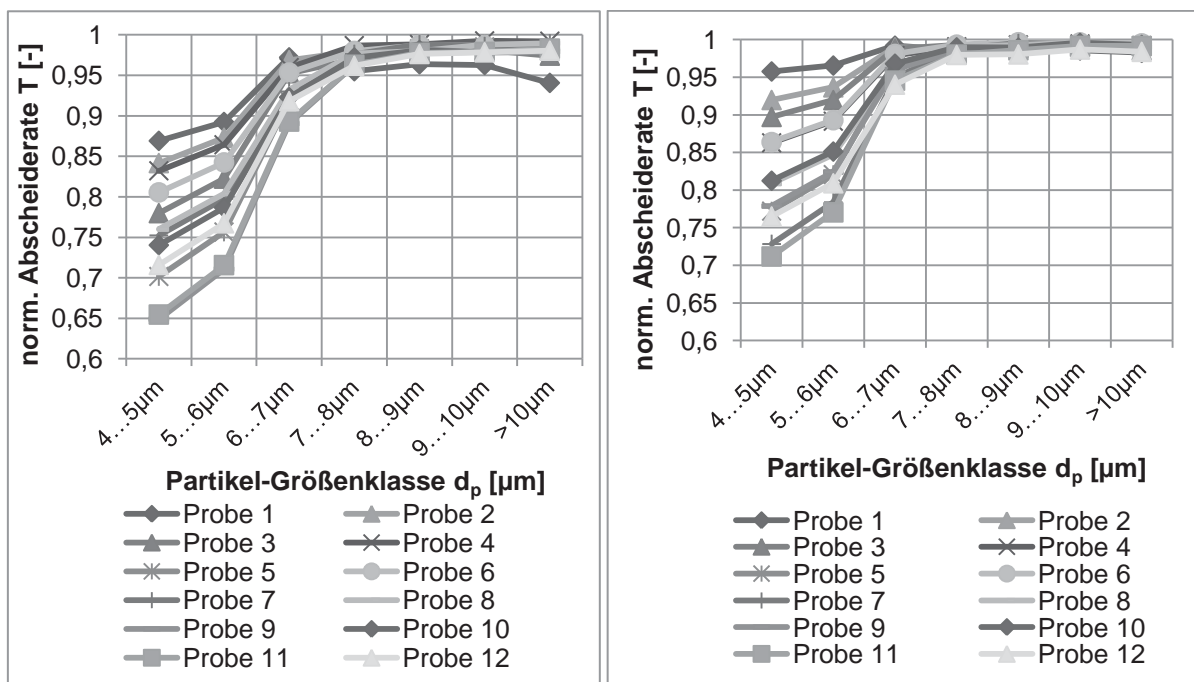 norm. Abscheiderate T [-]
1
0,95
0,9
0,85
0,8
0,75
0,7
0,65
0,6
4…5µm
5…6µm
6…7µm
7…8µm
8…9µm
9…10µm
>10µm
Partikel-Größenklasse dp [µm]
Probe 1
Probe 2
Probe 3
Probe 4
Probe 5
Probe 6
Probe 7
Probe 8
Probe 9
Probe 10
Probe 11
Probe 12
norm. Abscheiderate T [-]
1
0,95
0,9
0,85
0,8
0,75
0,7
0,65
0,6
4…5µm
5…6µm
6…7µm
7…8µm
8…9µm
9…10µm
>10µm
Partikel-Größenklasse dp [µm]
Probe 1
Probe 2
Probe 3
Probe 4
Probe 5
Probe 6
Probe 7
Probe 8
Probe 9
Probe 10
Probe 11
Probe 12